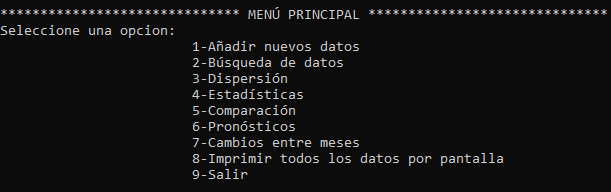 ****************************** MENÚ PRINCIPAL ******************************
Seleccione una opcion:
1-Añadir nuevos datos
2-Búsqueda de datos
3-Dispersión
4-Estadísticas
5-Comparación
6-Pronósticos
7-Cambios entre meses
8-Imprimir todos los datos por pantalla
9-Salir